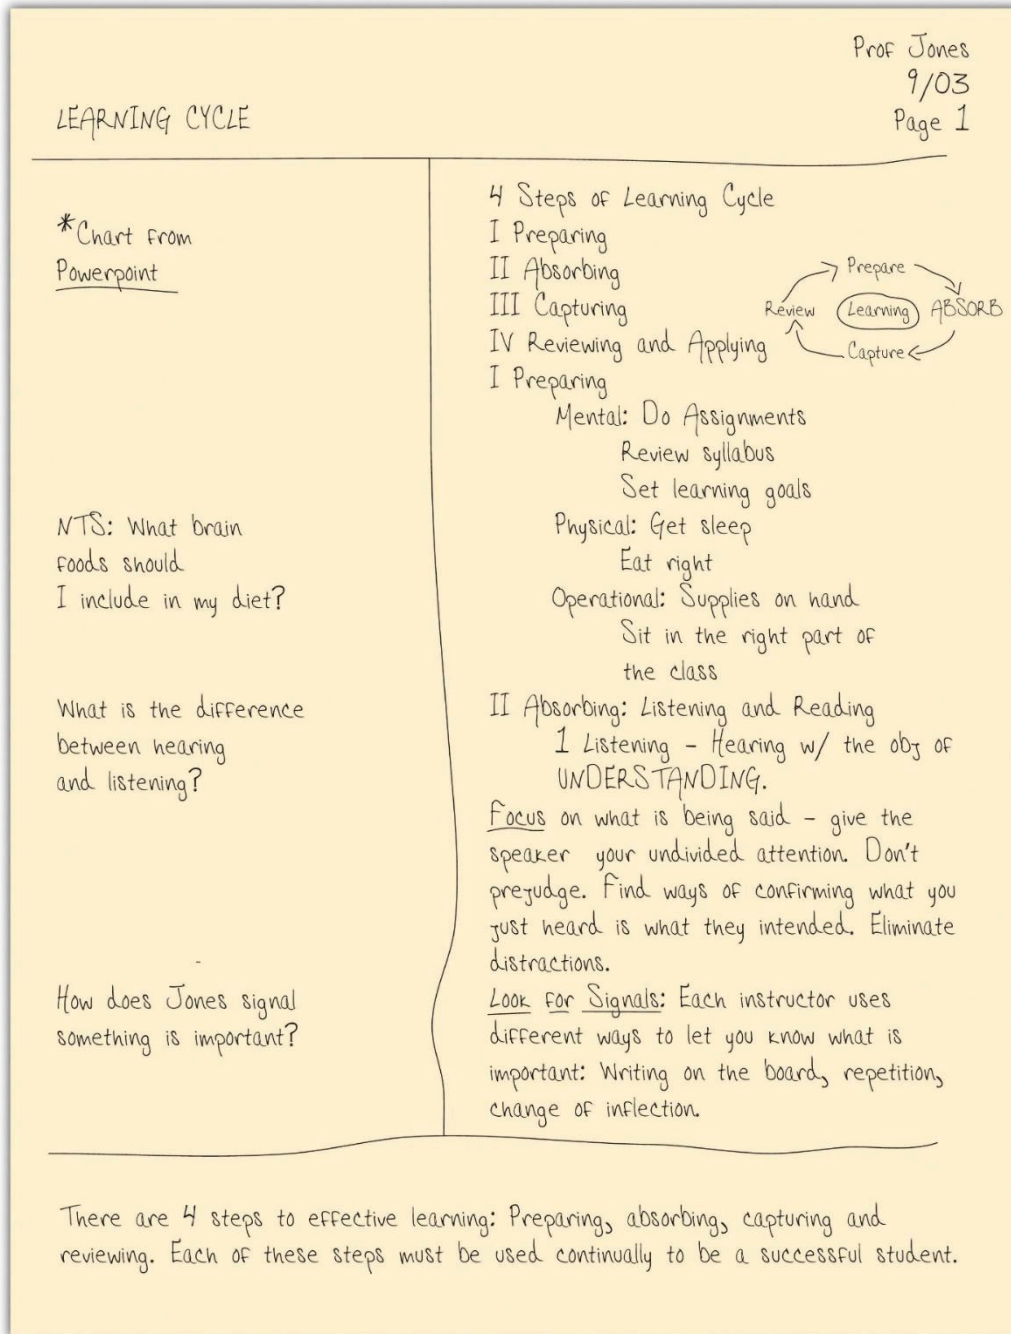 Prof Jones
9/03
LEARNING CYCLE
Page 1
*Chart from
Powerpoint
NTS: What brain
foods should
I include in my diet?
What is the difference
between hearing
and listening?
How does Jones signal
something is important?
4 Steps of Learning Cycle
I Preparing
II Absorbing
III Capturing
IV Reviewing and Applying
Prepare
Review
Learning
ABSORB
Capture
I Preparing
Mental: Do Assignments
Review syllabus
Set learning goals
Physical: Get sleep
Eat right
Operational: Supplies on hand
Sit in the right part of
the class
II Absorbing: Listening and Reading
1 Listening - Hearing w/ the obj of
UNDERSTANDING.
Focus on what is being said - give the
speaker your undivided attention. Don't
prejudge. Find ways of confirming what you
just heard is what they intended. Eliminate
distractions.
Look for Signals: Each instructor uses
different ways to let you know what is
important: Writing on the board, repetition,
change of inflection.
There are 4 steps to effective learning: Preparing, absorbing, capturing and
reviewing. Each of these steps must be used continually to be a successful student.